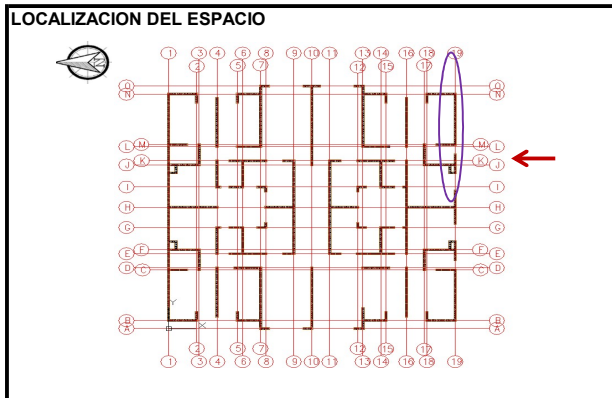 LOCALIZACION DEL ESPACIO
N
1 3 4 6 8 9 10 11 14 16 18 19
2 5 7 12 13 15 17
O O
N N
M M
L L
K K
J J
I I
H H
G G
F F
E E
D D
C C
B B
A A
Y
X
2 5 7 12 15 17
1 3 4 6 8 9 10 11 13 14 16 18 19